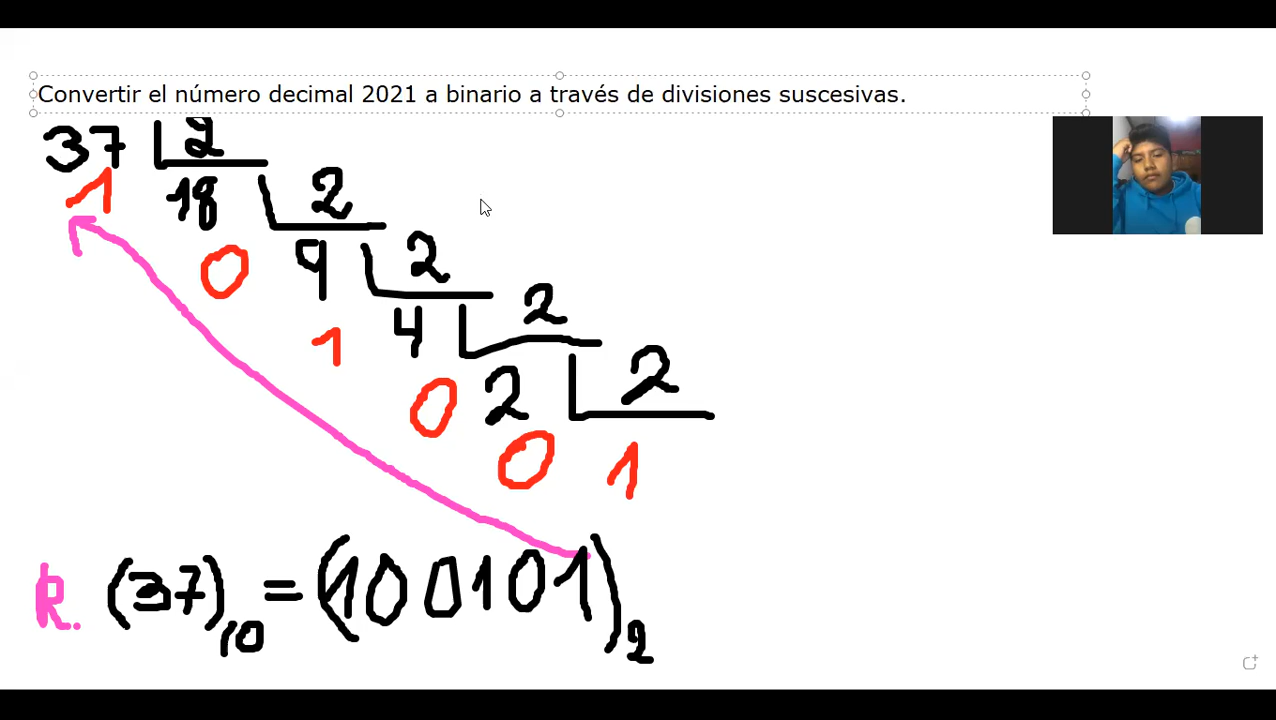 Convertir el número decimal 2021 a binario a través de divisiones suscesivas.
37 2
1 18 2
0 9 2
1 4 2
0 2 2
0 1
R. (37)10 = (100101)2